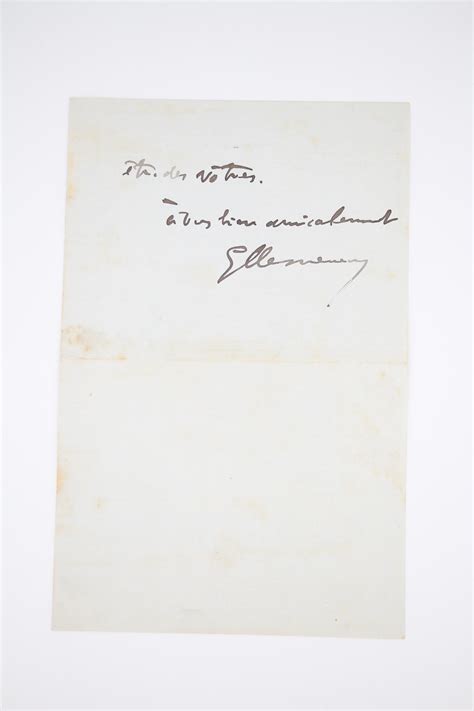 être des vôtres.
à vous bien amicalement
GClemenceau